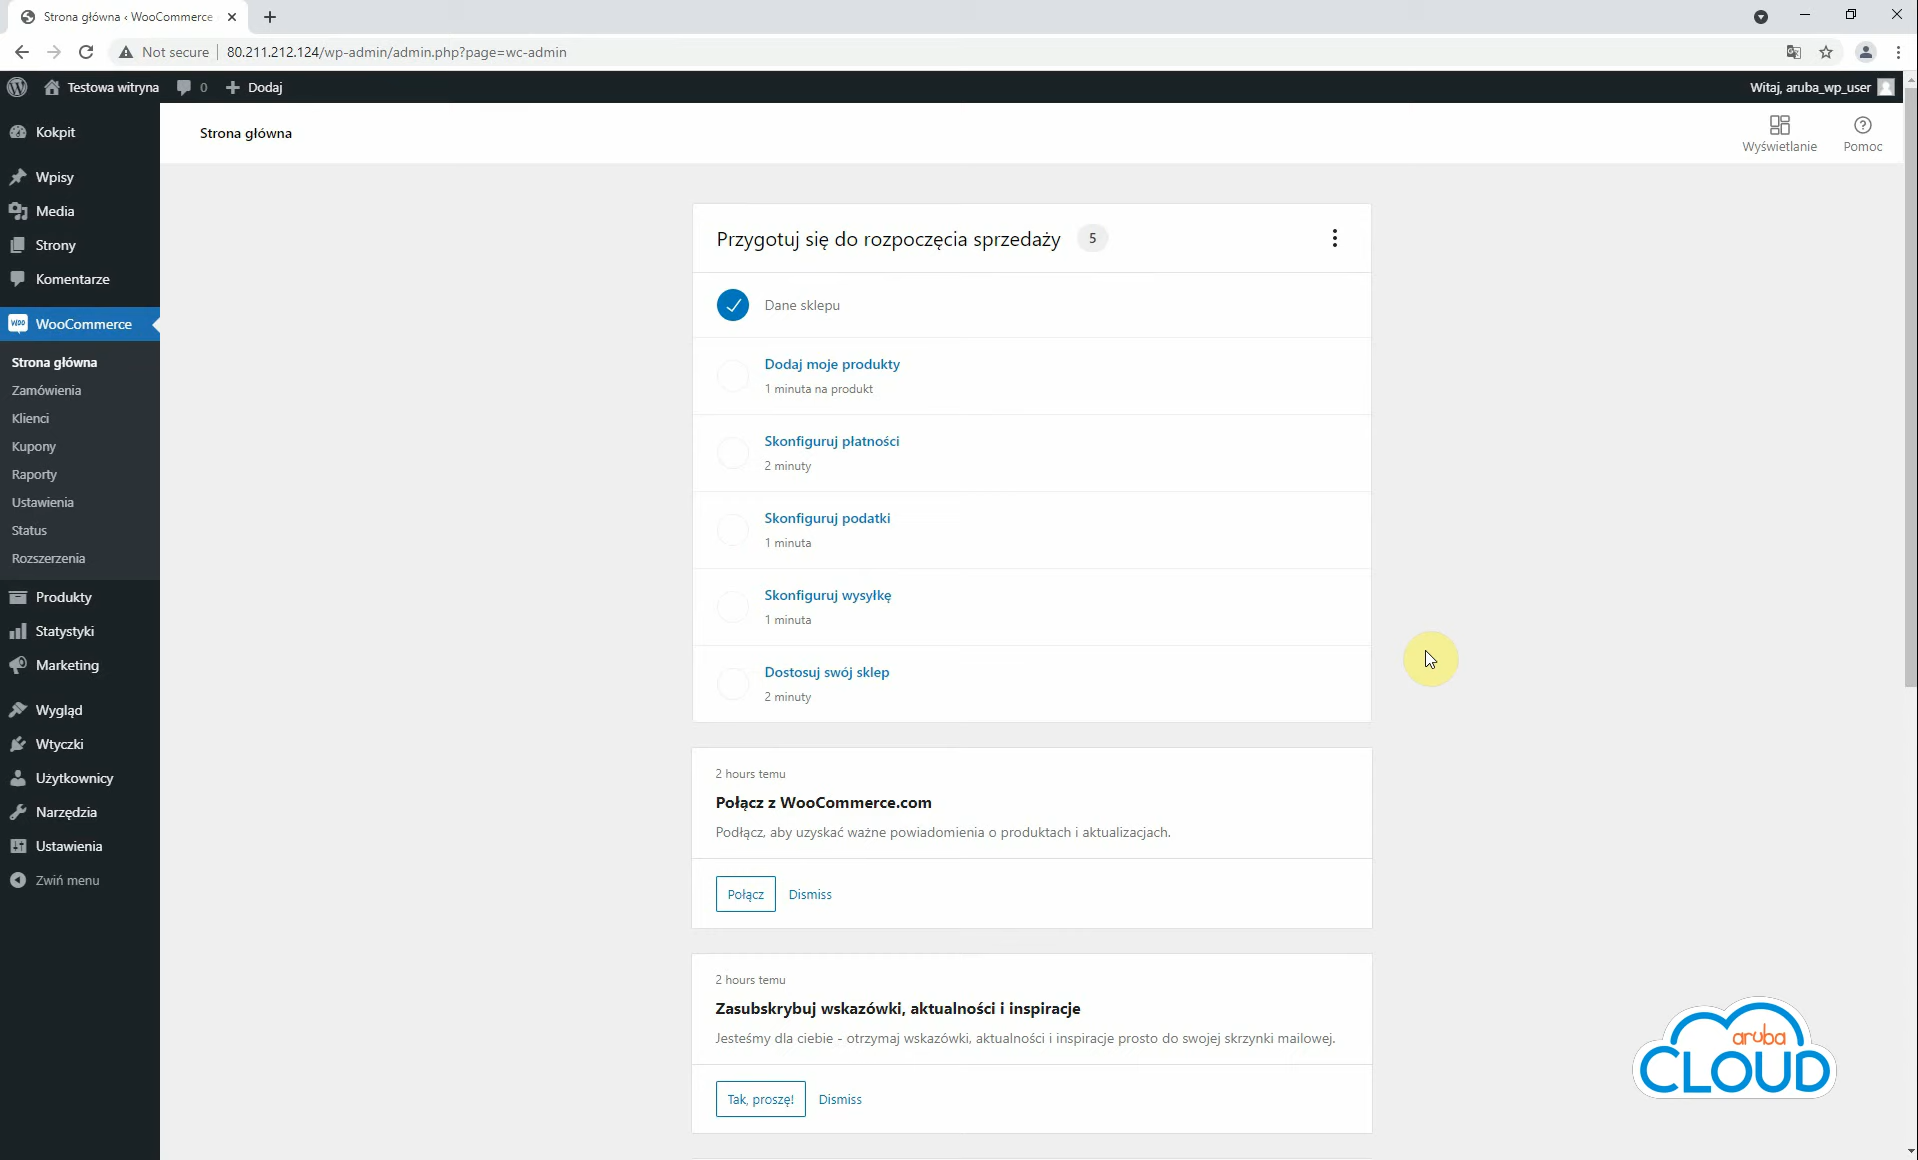 Strona główna ‹ WooCommerce
Not secure
80.211.212.124/wp-admin/admin.php?page=wc-admin
Testowa witryna
0
Dodaj
Witaj, aruba_wp_user
Kokpit
Wpisy
Media
Strony
Komentarze
WooCommerce
Strona główna
Zamówienia
Klienci
Kupony
Raporty
Ustawienia
Status
Rozszerzenia
Produkty
Statystyki
Marketing
Wygląd
Wtyczki
Użytkownicy
Narzędzia
Ustawienia
Zwiń menu
Strona główna
Wyświetlanie
Pomoc
Przygotuj się do rozpoczęcia sprzedaży 5
Dane sklepu
Dodaj moje produkty
1 minuta na produkt
Skonfiguruj płatności
2 minuty
Skonfiguruj podatki
1 minuta
Skonfiguruj wysyłkę
1 minuta
Dostosuj swój sklep
2 minuty
2 hours temu
Połącz z WooCommerce.com
Podłącz, aby uzyskać ważne powiadomienia o produktach i aktualizacjach.
Połącz Dismiss
2 hours temu
Zasubskrybuj wskazówki, aktualności i inspiracje
Jesteśmy dla ciebie - otrzymaj wskazówki, aktualności i inspiracje prosto do swojej skrzynki mailowej.
Tak, proszę! Dismiss
aruba
CLOUD